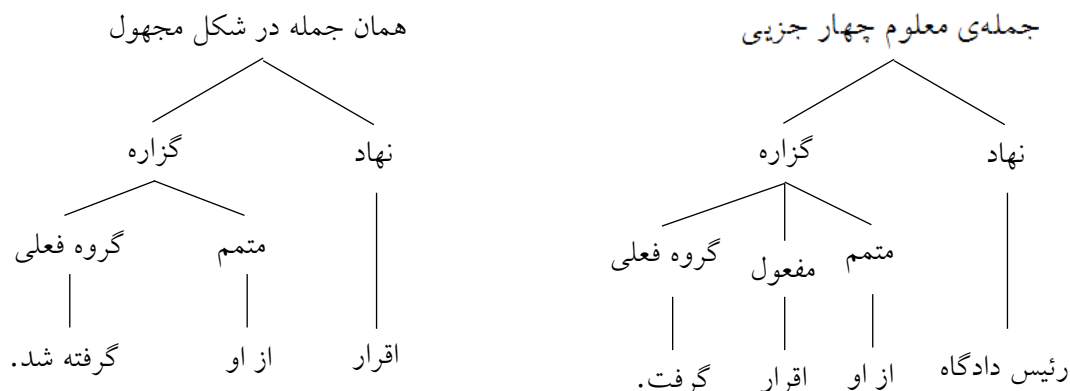 جمله‌ی معلوم چهار جزیی
نهاد گزاره
متمم مفعول گروه فعلی
رئیس دادگاه از او اقرار گرفت.
همان جمله در شکل مجهول
نهاد گزاره
متمم گروه فعلی
اقرار از او گرفته شد.